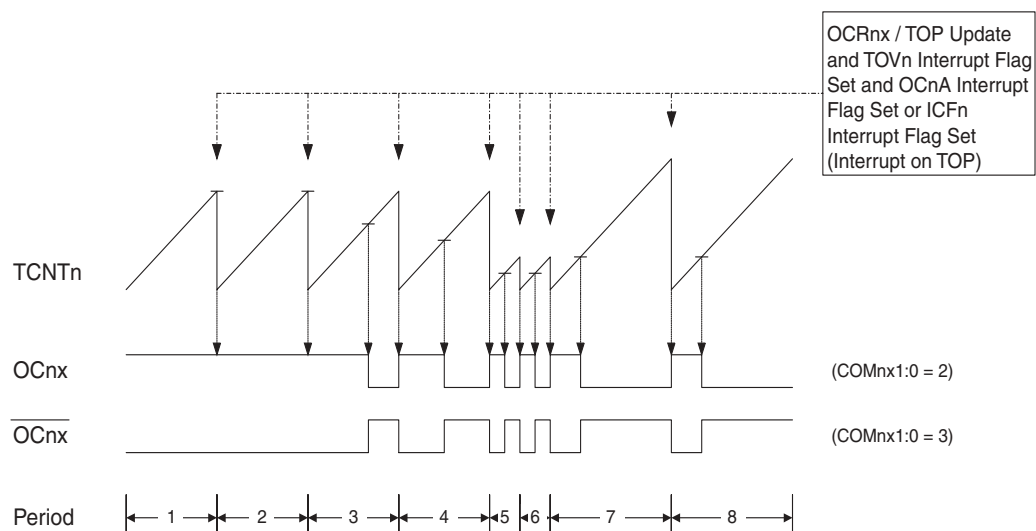 OCRnx / TOP Update
and TOVn Interrupt Flag
Set and OCnA Interrupt
Flag Set or ICFn
Interrupt Flag Set
(Interrupt on TOP)
TCNTn
OCnx (COMnx1:0 = 2)
OCnx (COMnx1:0 = 3)
Period 1 2 3 4 5 6 7 8